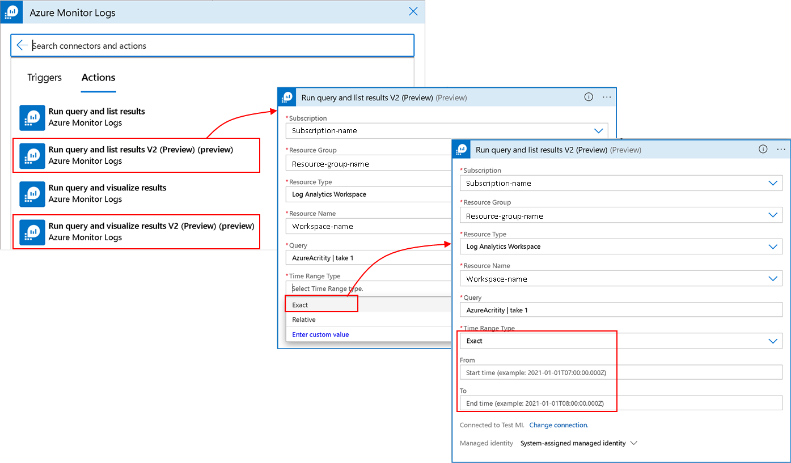 Azure Monitor Logs
Search connectors and actions
Triggers Actions
Run query and list results
Azure Monitor Logs
Run query and list results V2 (Preview) (preview)
Azure Monitor Logs
Run query and visualize results
Azure Monitor Logs
Run query and visualize results V2 (Preview) (preview)
Azure Monitor Logs
Run query and list results V2 (Preview) (Preview)
* Subscription
Subscription-name
* Resource Group
Resource-group-name
* Resource Type
Log Analytics Workspace
* Resource Name
Workspace-name
* Query
AzureAcritity | take 1
* Time Range Type
Select Time Range type.
Exact
Relative
Enter custom value
Run query and list results V2 (Preview) (Preview)
* Subscription
Subscription-name
* Resource Group
Resource-group-name
* Resource Type
Log Analytics Workspace
* Resource Name
Workspace-name
* Query
AzureAcritity | take 1
* Time Range Type
Exact
From
Start time (example: 2021-01-01T07:00:00.000Z)
To
End time (example: 2021-01-01T08:00:00.000Z)
Connected to Test MI. Change connection.
Managed identity System-assigned managed identity